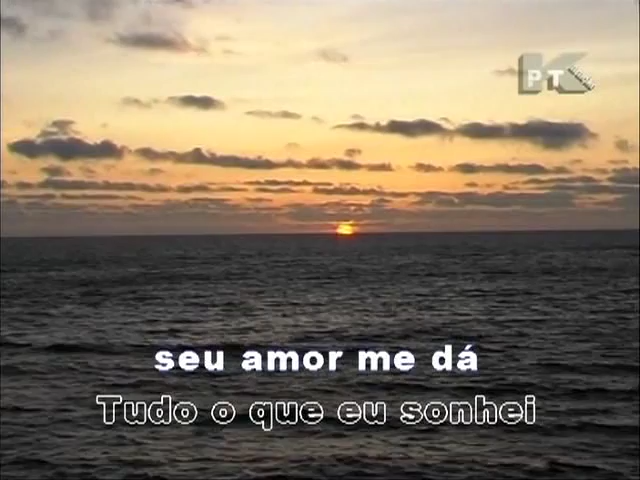 PT
K
seu amor me dá
Tudo o que eu sonhei